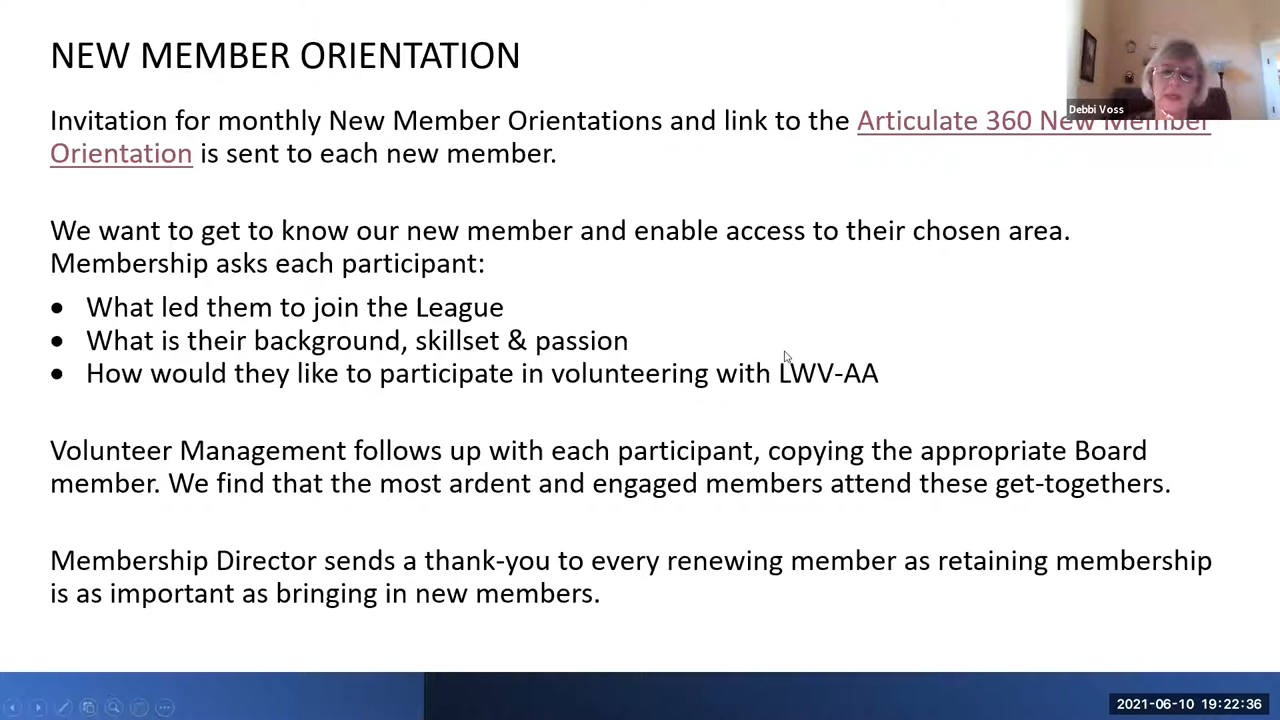 NEW MEMBER ORIENTATION
Debbi Voss
Invitation for monthly New Member Orientations and link to the Articulate 360 New Member
Orientation is sent to each new member.
We want to get to know our new member and enable access to their chosen area.
Membership asks each participant:
• What led them to join the League
• What is their background, skillset & passion
• How would they like to participate in volunteering with LWV-AA
Volunteer Management follows up with each participant, copying the appropriate Board
member. We find that the most ardent and engaged members attend these get-togethers.
Membership Director sends a thank-you to every renewing member as retaining membership
is as important as bringing in new members.
2021-06-10 19:22:36